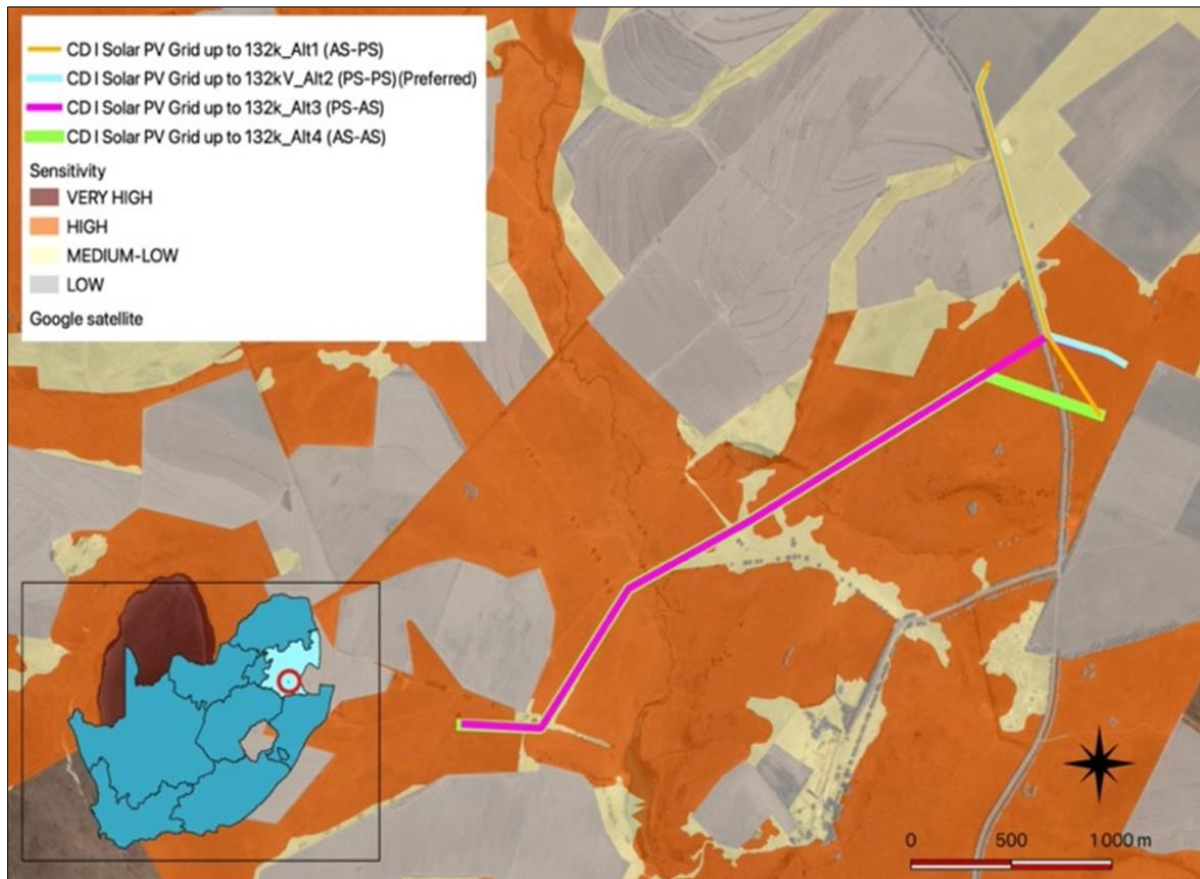 CD I Solar PV Grid up to 132k_Alt1 (AS-PS)
CD I Solar PV Grid up to 132kV_Alt2 (PS-PS)(Preferred)
CD I Solar PV Grid up to 132k_Alt3 (PS-AS)
CD I Solar PV Grid up to 132k_Alt4 (AS-AS)
Sensitivity
VERY HIGH
HIGH
MEDIUM-LOW
LOW
Google satellite
0 500 1 000 m